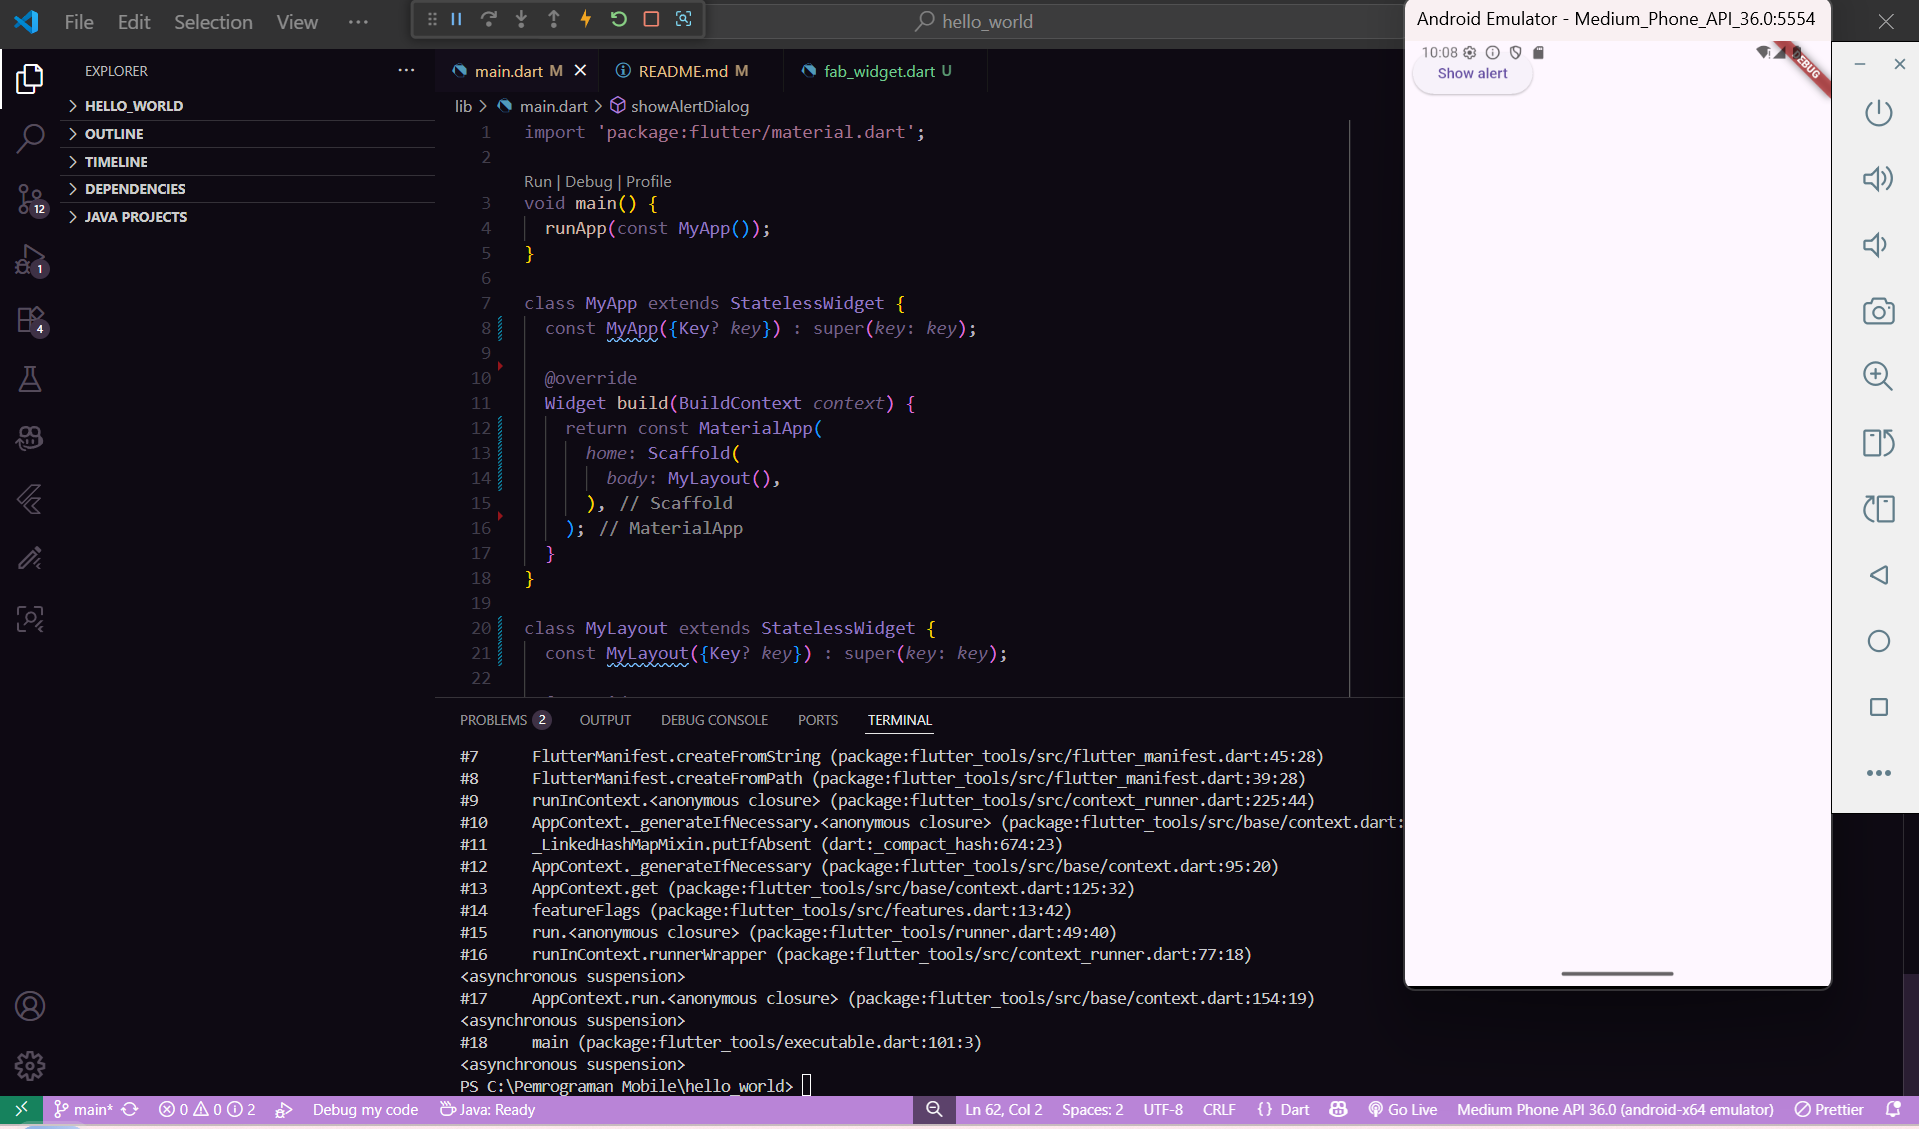 File Edit Selection View ···
hello_world
Android Emulator - Medium_Phone_API_36.0:5554
EXPLORER
HELLO_WORLD
OUTLINE
TIMELINE
DEPENDENCIES
JAVA PROJECTS
12
1
4
main.dart M
README.md M
fab_widget.dart U
lib > main.dart > showAlertDialog
1 import 'package:flutter/material.dart';
2
Run | Debug | Profile
3 void main() {
4 runApp(const MyApp());
5 }
6
7 class MyApp extends StatelessWidget {
8 const MyApp({Key? key}) : super(key: key);
9
10 @override
11 Widget build(BuildContext context) {
12 return const MaterialApp(
13 home: Scaffold(
14 body: MyLayout(),
15 ), // Scaffold
16 ); // MaterialApp
17 }
18 }
19
20 class MyLayout extends StatelessWidget {
21 const MyLayout({Key? key}) : super(key: key);
22
PROBLEMS 2 OUTPUT DEBUG CONSOLE PORTS TERMINAL
#7 FlutterManifest.createFromString (package:flutter_tools/src/flutter_manifest.dart:45:28)
#8 FlutterManifest.createFromPath (package:flutter_tools/src/flutter_manifest.dart:39:28)
#9 runInContext.<anonymous closure> (package:flutter_tools/src/context_runner.dart:225:44)
#10 AppContext._generateIfNecessary.<anonymous closure> (package:flutter_tools/src/base/context.dart:
#11 _LinkedHashMapMixin.putIfAbsent (dart:_compact_hash:674:23)
#12 AppContext._generateIfNecessary (package:flutter_tools/src/base/context.dart:95:20)
#13 AppContext.get (package:flutter_tools/src/base/context.dart:125:32)
#14 featureFlags (package:flutter_tools/src/features.dart:13:42)
#15 run.<anonymous closure> (package:flutter_tools/runner.dart:49:40)
#16 runInContext.runnerWrapper (package:flutter_tools/src/context_runner.dart:77:18)
<asynchronous suspension>
#17 AppContext.run.<anonymous closure> (package:flutter_tools/src/base/context.dart:154:19)
<asynchronous suspension>
#18 main (package:flutter_tools/executable.dart:101:3)
<asynchronous suspension>
PS C:\Pemrograman Mobile\hello_world>
10:08
Show alert
main* 0 0 2 Debug my code Java: Ready Ln 62, Col 2 Spaces: 2 UTF-8 CRLF {} Dart Go Live Medium Phone API 36.0 (android-x64 emulator) Prettier